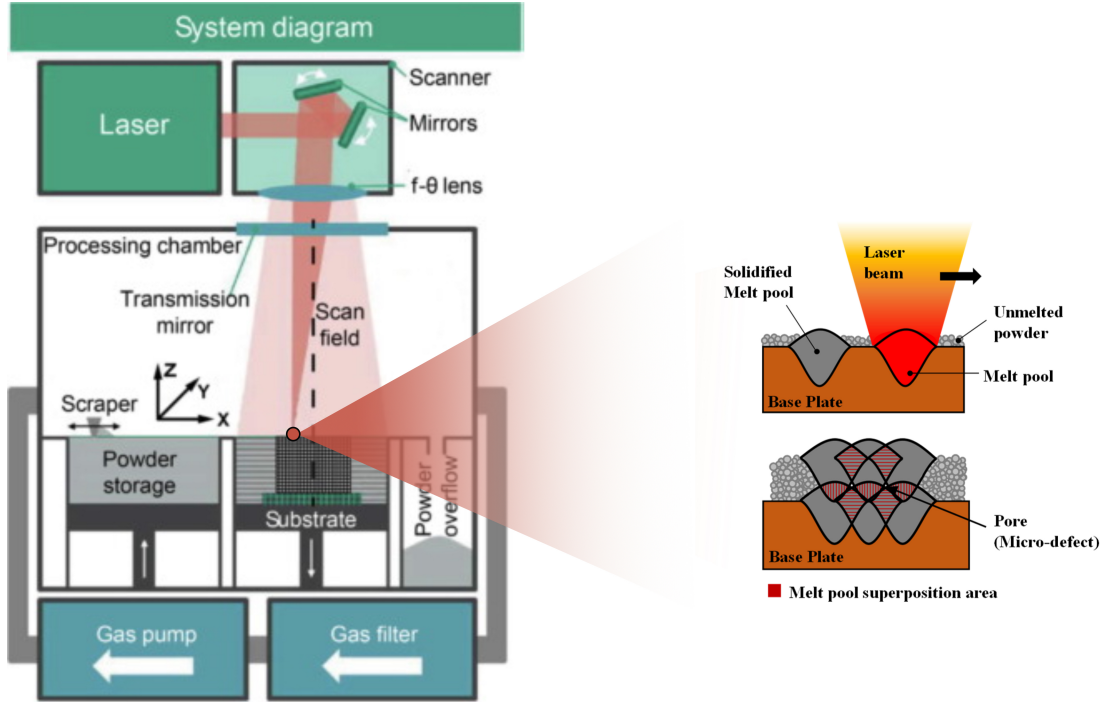 System diagram
Scanner
Laser
Mirrors
f-θ lens
Processing chamber
Transmission
mirror
Scan
field
Z
Y
X
Scraper
Powder
storage
Substrate
Powder
overflow
Gas pump
Gas filter
Laser
beam
Solidified
Melt pool
Unmelted
powder
Melt pool
Base Plate
Pore
(Micro-defect)
Base Plate
Melt pool superposition area